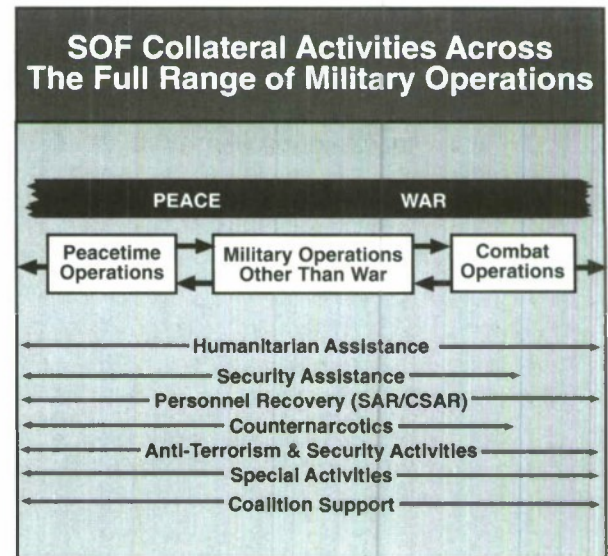 SOF Collateral Activities Across
The Full Range of Military Operations
PEACE WAR
Peacetime
Operations
Military Operations
Other Than War
Combat
Operations
Humanitarian Assistance
Security Assistance
Personnel Recovery (SAR/CSAR)
Counternarcotics
Anti-Terrorism & Security Activities
Special Activities
Coalition Support